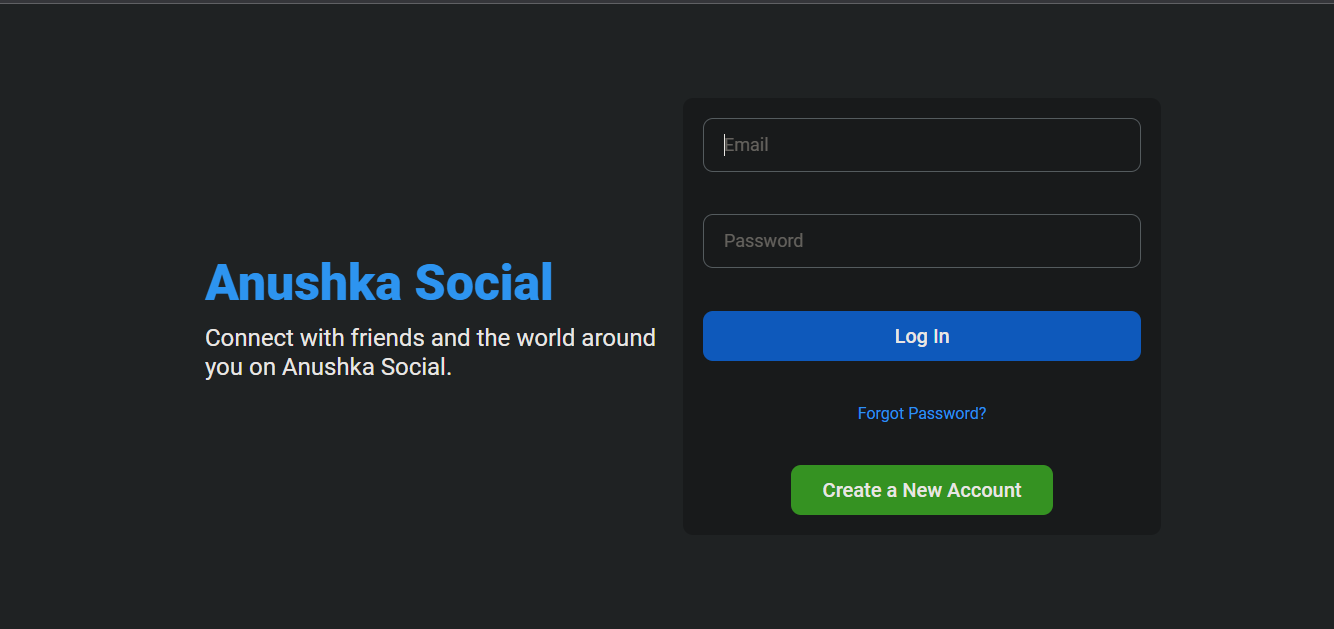 Anushka Social
Connect with friends and the world around
you on Anushka Social.
Email
Password
Log In
Forgot Password?
Create a New Account